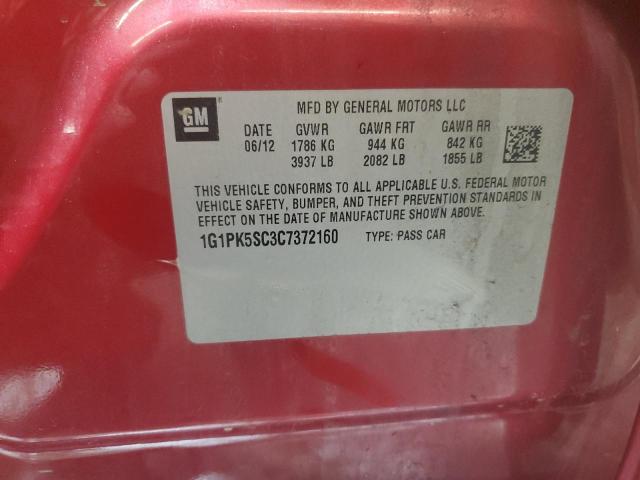 GM ®
MFD BY GENERAL MOTORS LLC
DATE GVWR GAWR FRT GAWR RR
06/12 1786 KG 944 KG 842 KG
3937 LB 2082 LB 1855 LB
THIS VEHICLE CONFORMS TO ALL APPLICABLE U.S. FEDERAL MOTOR
VEHICLE SAFETY, BUMPER, AND THEFT PREVENTION STANDARDS IN
EFFECT ON THE DATE OF MANUFACTURE SHOWN ABOVE.
1G1PK5SC3C7372160 TYPE: PASS CAR